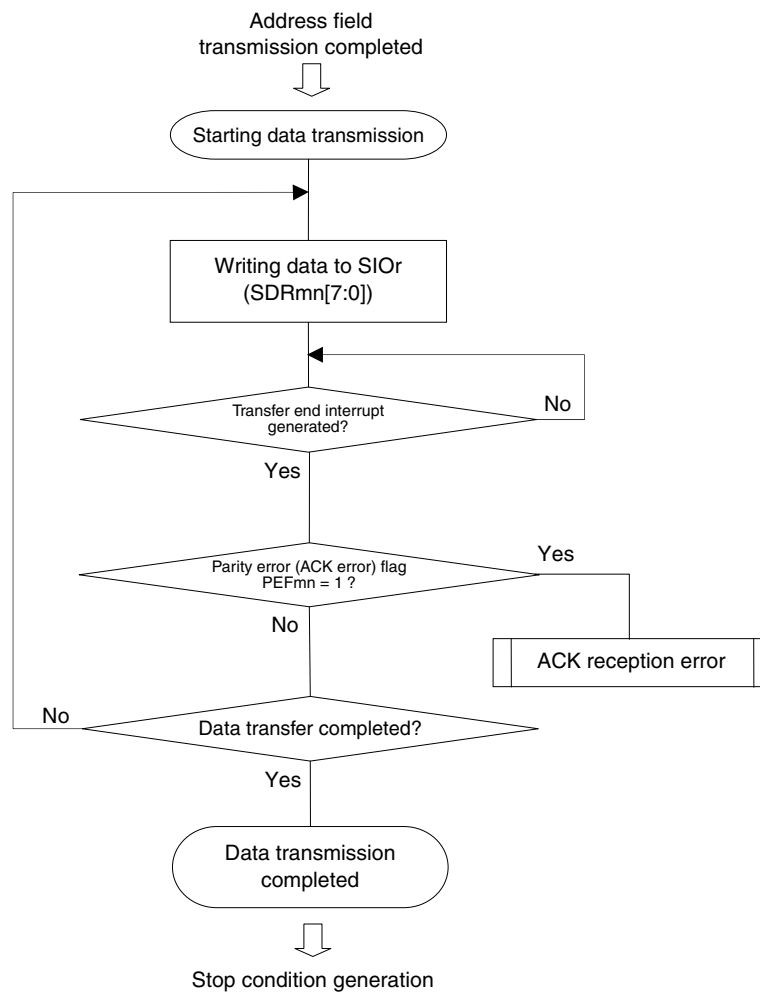 Address field
transmission completed
Starting data transmission
Writing data to SIOr
(SDRmn[7:0])
Transfer end interrupt
generated?
No
Yes
Parity error (ACK error) flag
PEFmn = 1 ?
Yes
No
ACK reception error
No
Data transfer completed?
Yes
Data transmission
completed
Stop condition generation